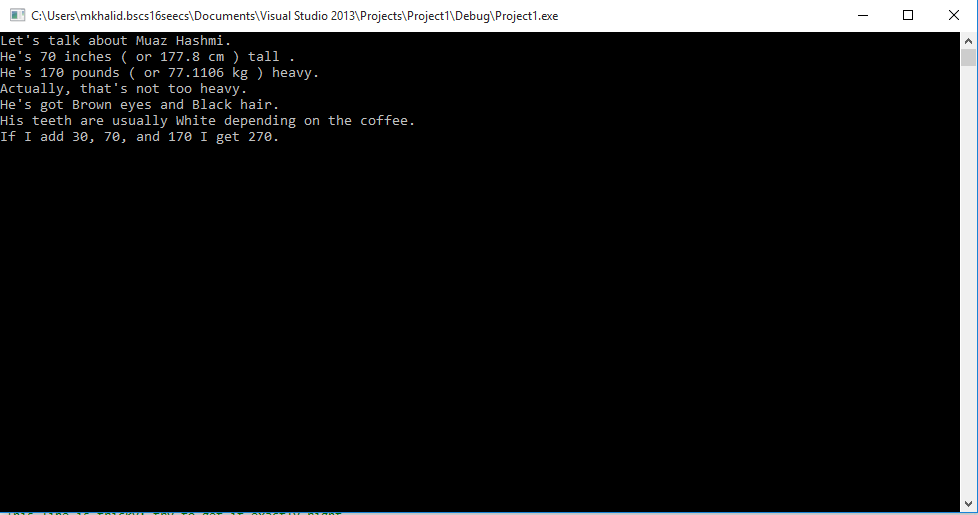 C:\Users\mkhalid.bscs16seecs\Documents\Visual Studio 2013\Projects\Project1\Debug\Project1.exe
Let's talk about Muaz Hashmi.
He's 70 inches ( or 177.8 cm ) tall .
He's 170 pounds ( or 77.1106 kg ) heavy.
Actually, that's not too heavy.
He's got Brown eyes and Black hair.
His teeth are usually White depending on the coffee.
If I add 30, 70, and 170 I get 270.